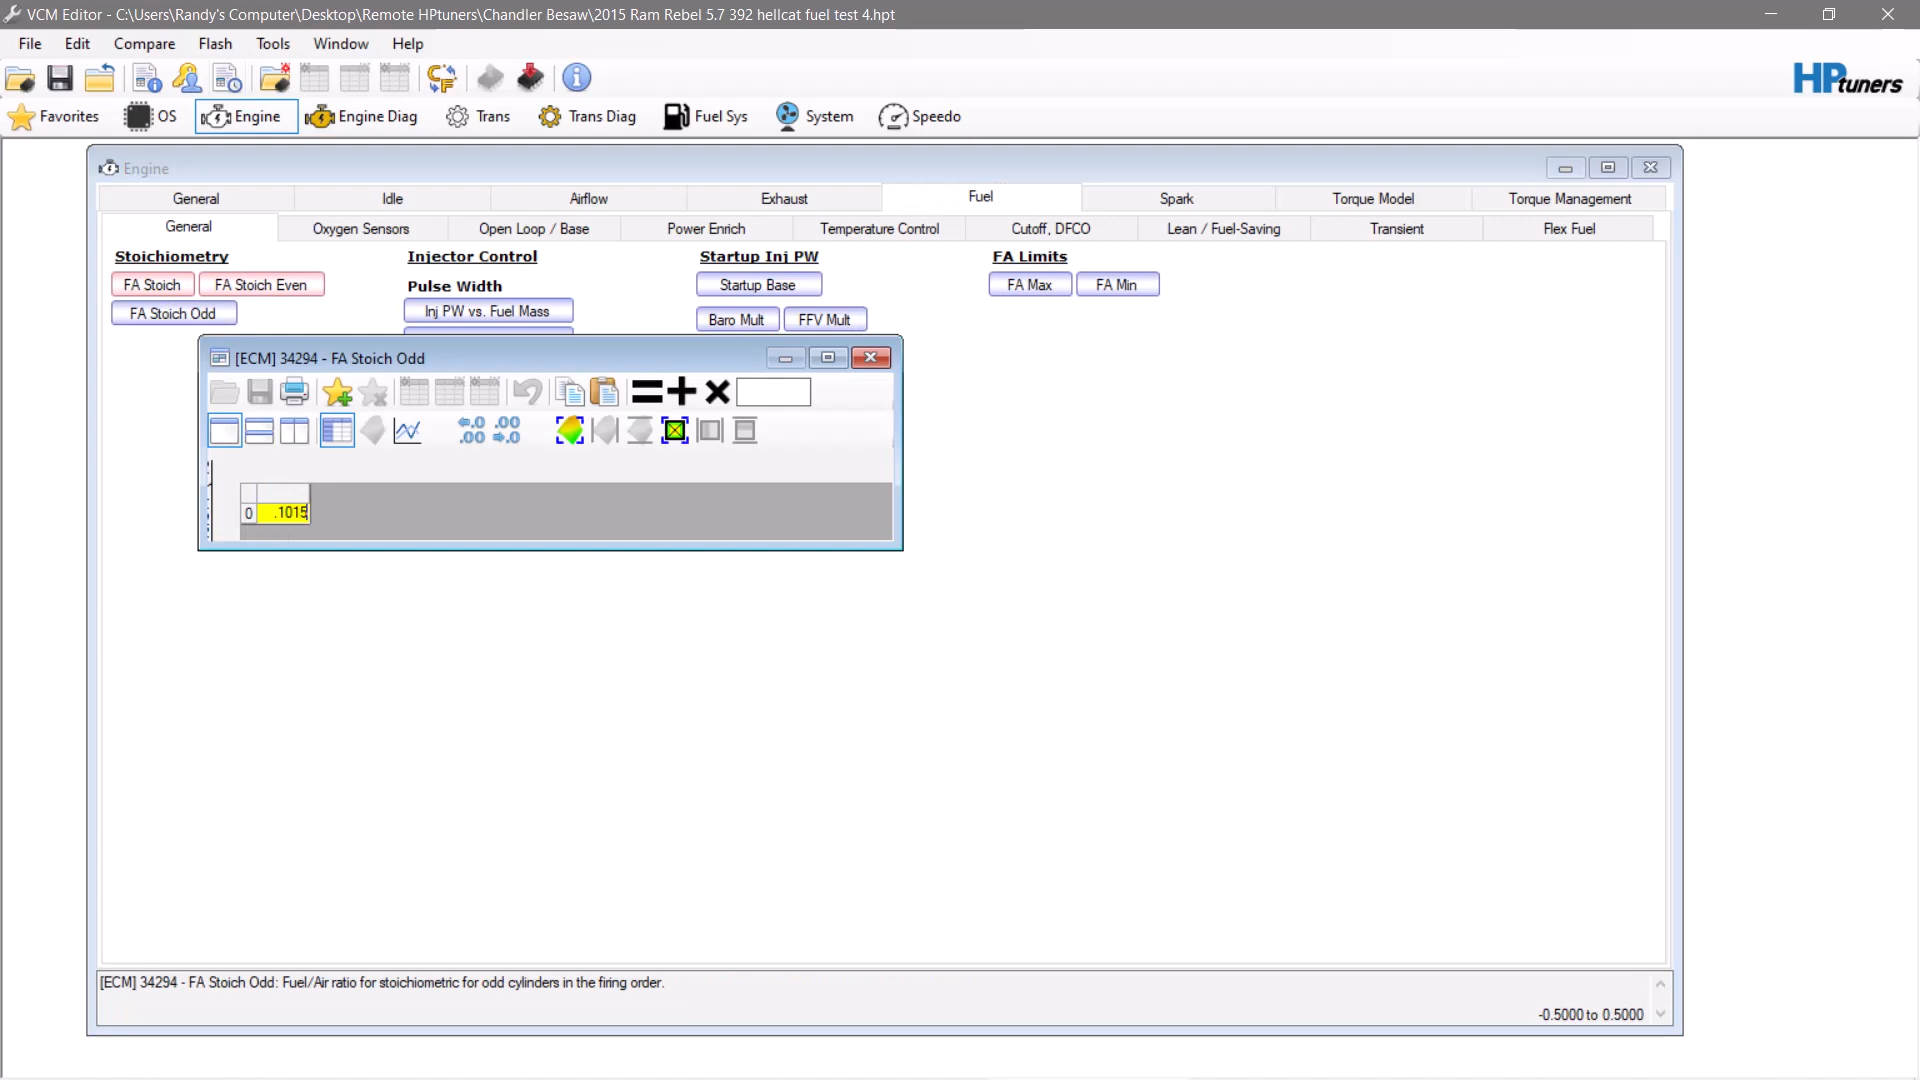 VCM Editor - C:\Users\Randy's Computer\Desktop\Remote HPtuners\Chandler Besaw\2015 Ram Rebel 5.7 392 hellcat fuel test 4.hpt
File Edit Compare Flash Tools Window Help
HPtuners
Favorites OS Engine Engine Diag Trans Trans Diag Fuel Sys System Speedo
Engine
General Idle Airflow Exhaust Fuel Spark Torque Model Torque Management
General Oxygen Sensors Open Loop / Base Power Enrich Temperature Control Cutoff, DFCO Lean / Fuel-Saving Transient Flex Fuel
Stoichiometry Injector Control Startup Inj PW FA Limits
FA Stoich FA Stoich Even Pulse Width Startup Base FA Max FA Min
FA Stoich Odd Inj PW vs. Fuel Mass Baro Mult FFV Mult
[ECM] 34294 - FA Stoich Odd
0 .1015
[ECM] 34294 - FA Stoich Odd: Fuel/Air ratio for stoichiometric for odd cylinders in the firing order.
-0.5000 to 0.5000